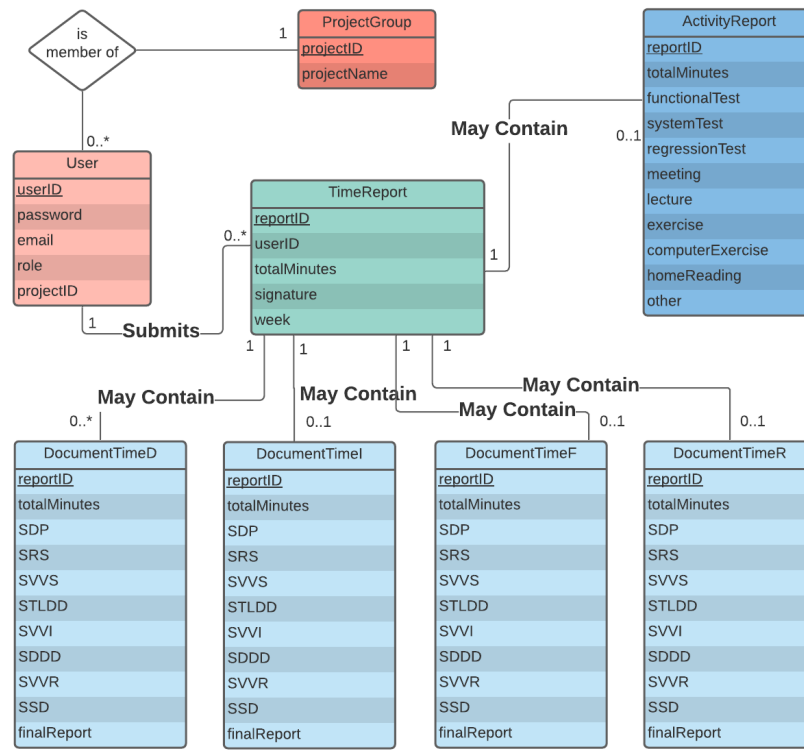 is
member of
1
ProjectGroup
projectID
projectName
ActivityReport
reportID
totalMinutes
functionalTest
systemTest
regressionTest
meeting
lecture
exercise
computerExercise
homeReading
other
May Contain
0..1
1
0..*
User
userID
password
email
role
projectID
1
Submits
0..*
TimeReport
reportID
userID
totalMinutes
signature
week
1
1
1
1
May Contain
May Contain
May Contain
May Contain
0..*
0..1
0..1
0..1
DocumentTimeD
reportID
totalMinutes
SDP
SRS
SVVS
STLDD
SVVI
SDDD
SVVR
SSD
finalReport
DocumentTimeI
reportID
totalMinutes
SDP
SRS
SVVS
STLDD
SVVI
SDDD
SVVR
SSD
finalReport
DocumentTimeF
reportID
totalMinutes
SDP
SRS
SVVS
STLDD
SVVI
SDDD
SVVR
SSD
finalReport
DocumentTimeR
reportID
totalMinutes
SDP
SRS
SVVS
STLDD
SVVI
SDDD
SVVR
SSD
finalReport